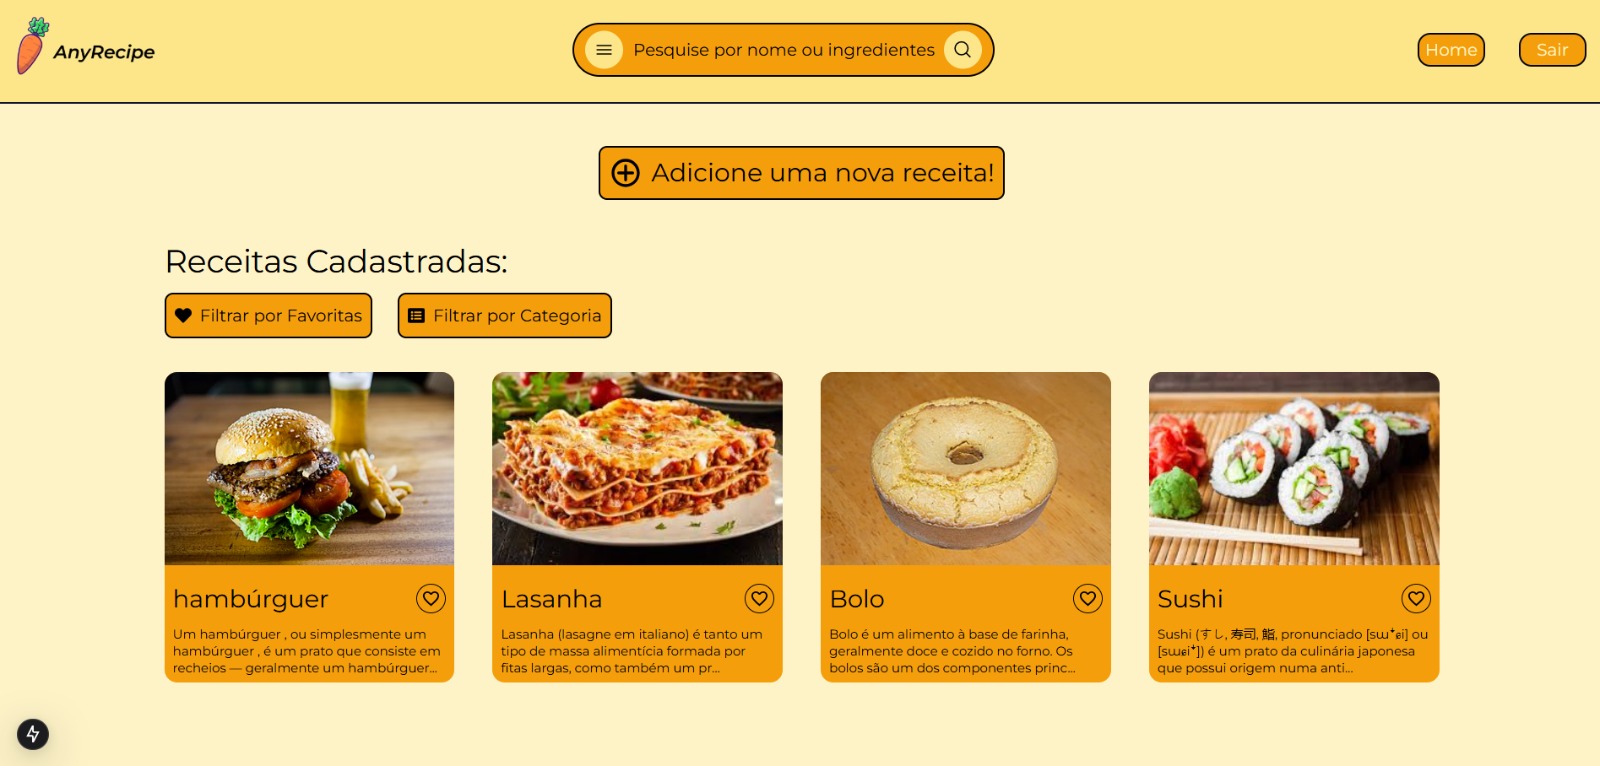 AnyRecipe
Pesquise por nome ou ingredientes
Home
Sair
Adicione uma nova receita!
Receitas Cadastradas:
Filtrar por Favoritas
Filtrar por Categoria
hambúrguer
Um hambúrguer , ou simplesmente um
hambúrguer , é um prato que consiste em
recheios — geralmente um hambúrguer...
Lasanha
Lasanha (lasagne em italiano) é tanto um
tipo de massa alimentícia formada por
fitas largas, como também um pr...
Bolo
Bolo é um alimento à base de farinha,
geralmente doce e cozido no forno. Os
bolos são um dos componentes princ...
Sushi
Sushi (すし, 寿司, 鮨, pronunciado [sɯꜜɕi] ou
[sɯɕiꜜ]) é um prato da culinária japonesa
que possui origem numa anti...